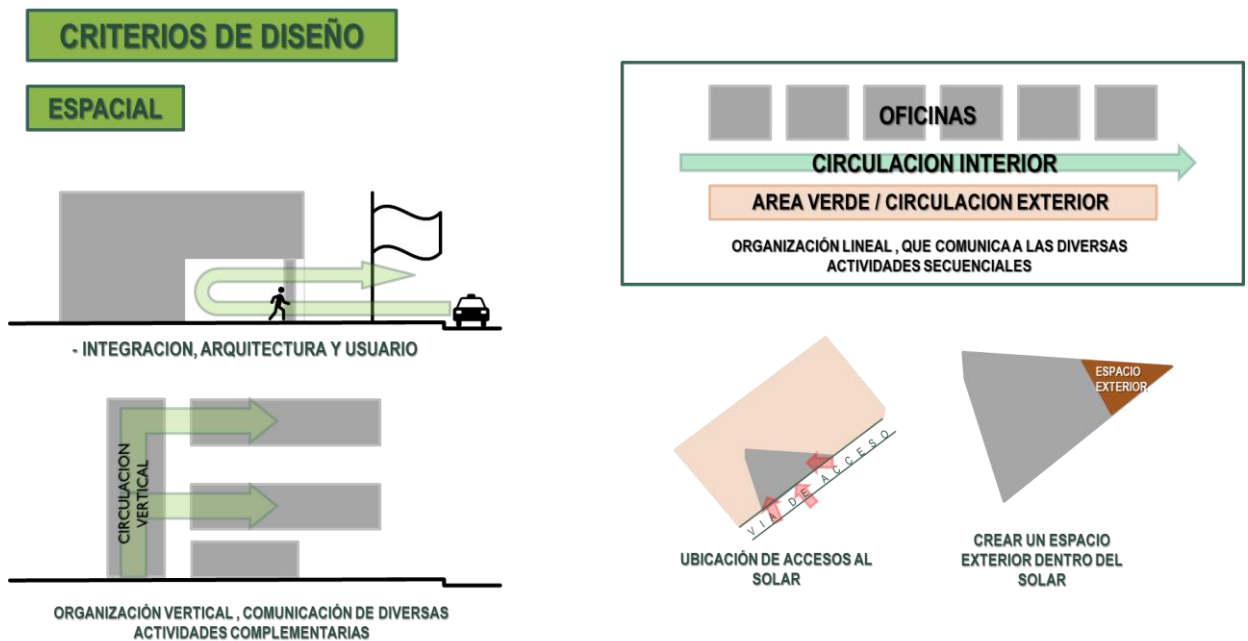 CRITERIOS DE DISEÑO
ESPACIAL
- INTEGRACION, ARQUITECTURA Y USUARIO
CIRCULACION
VERTICAL
ORGANIZACIÓN VERTICAL , COMUNICACIÓN DE DIVERSAS
ACTIVIDADES COMPLEMENTARIAS
OFICINAS
CIRCULACION INTERIOR
AREA VERDE / CIRCULACION EXTERIOR
ORGANIZACIÓN LINEAL , QUE COMUNICA A LAS DIVERSAS
ACTIVIDADES SECUENCIALES
VIA DE ACCESO
UBICACIÓN DE ACCESOS AL
SOLAR
ESPACIO
EXTERIOR
CREAR UN ESPACIO
EXTERIOR DENTRO DEL
SOLAR